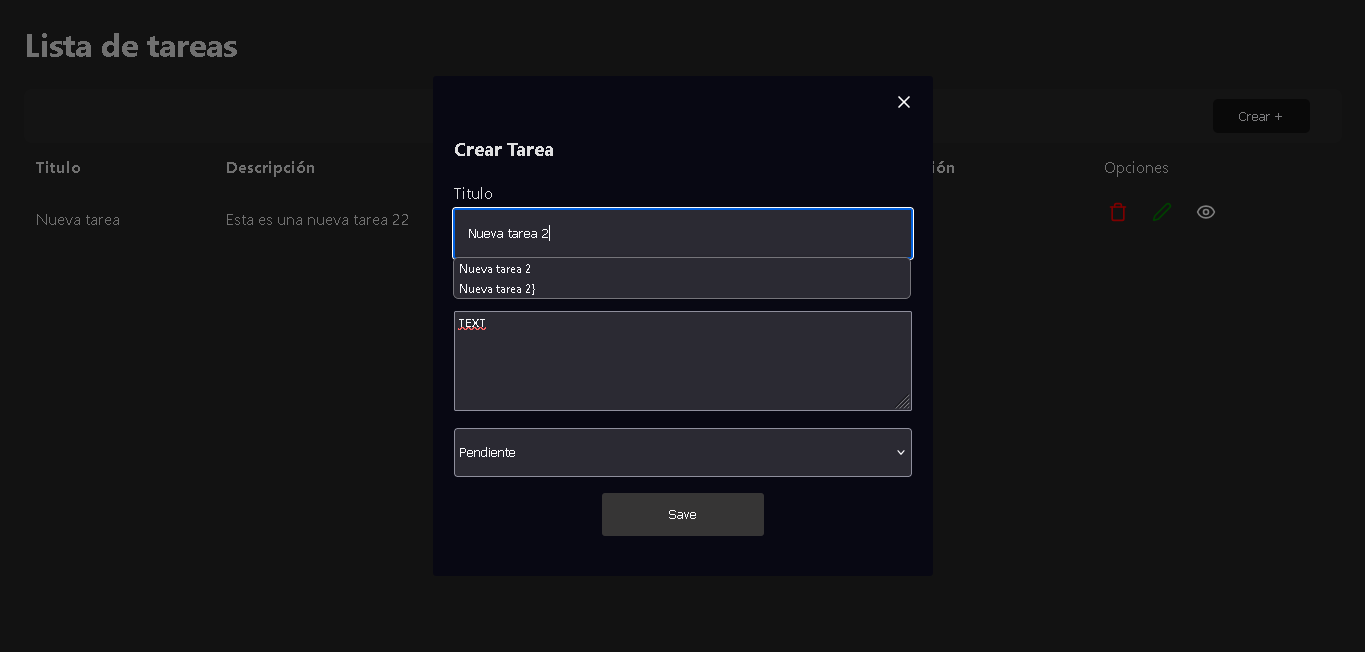 Lista de tareas
Crear +
Crear Tarea
Titulo
Descripción
ión
Opciones
Titulo
Nueva tarea
Esta es una nueva tarea 22
Nueva tarea 2
Nueva tarea 2
Nueva tarea 2}
TEXT
Pendiente
Save